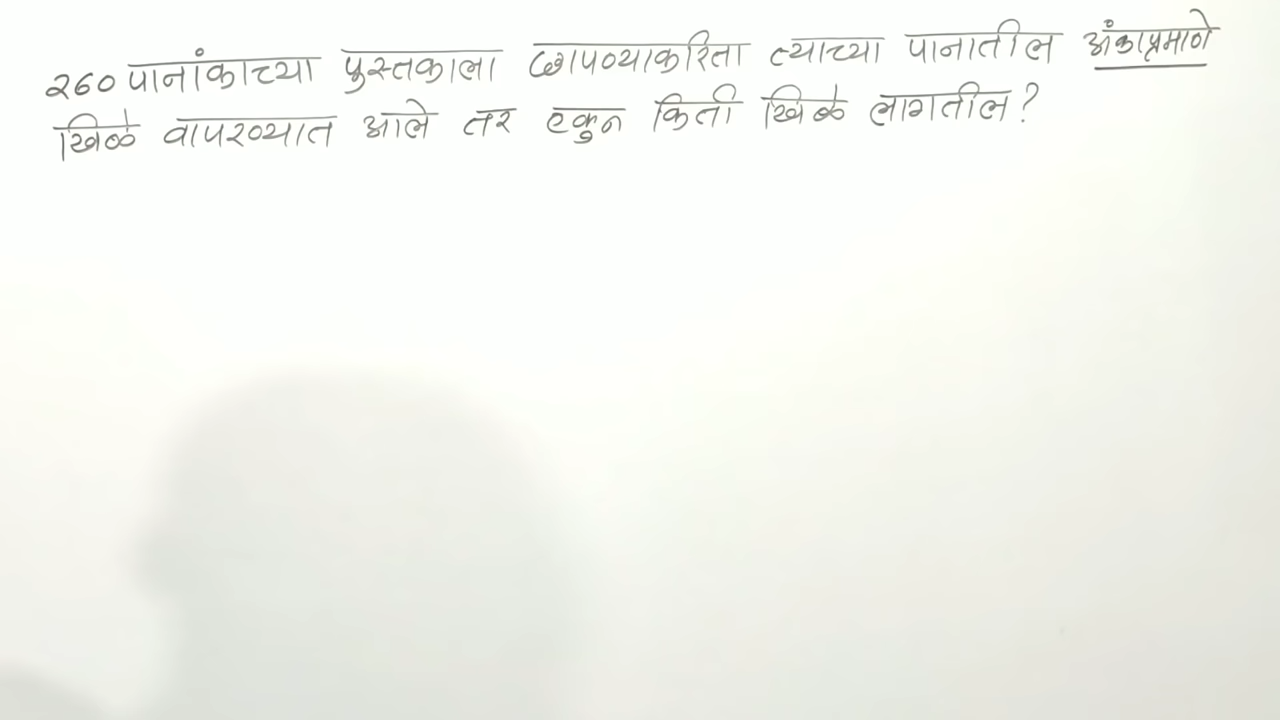 २६० पानांकाच्या पुस्तकाला छापण्याकरिता त्याच्या पानातील अंकाप्रमाणे
खिळे वापरण्यात आले तर एकुन किती खिळे लागतील?